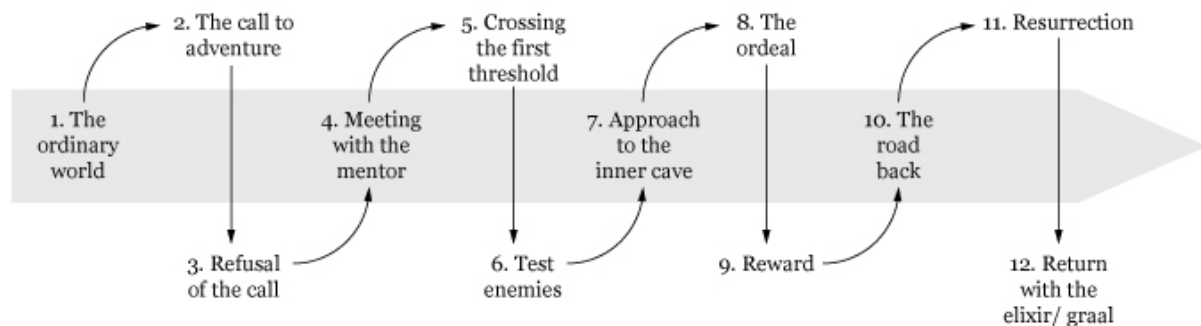 1. The
ordinary
world
2. The call to
adventure
3. Refusal
of the call
4. Meeting
with the
mentor
5. Crossing
the first
threshold
6. Test
enemies
7. Approach
to the
inner cave
8. The
ordeal
9. Reward
10. The
road
back
11. Resurrection
12. Return
with the
elixir/ graal